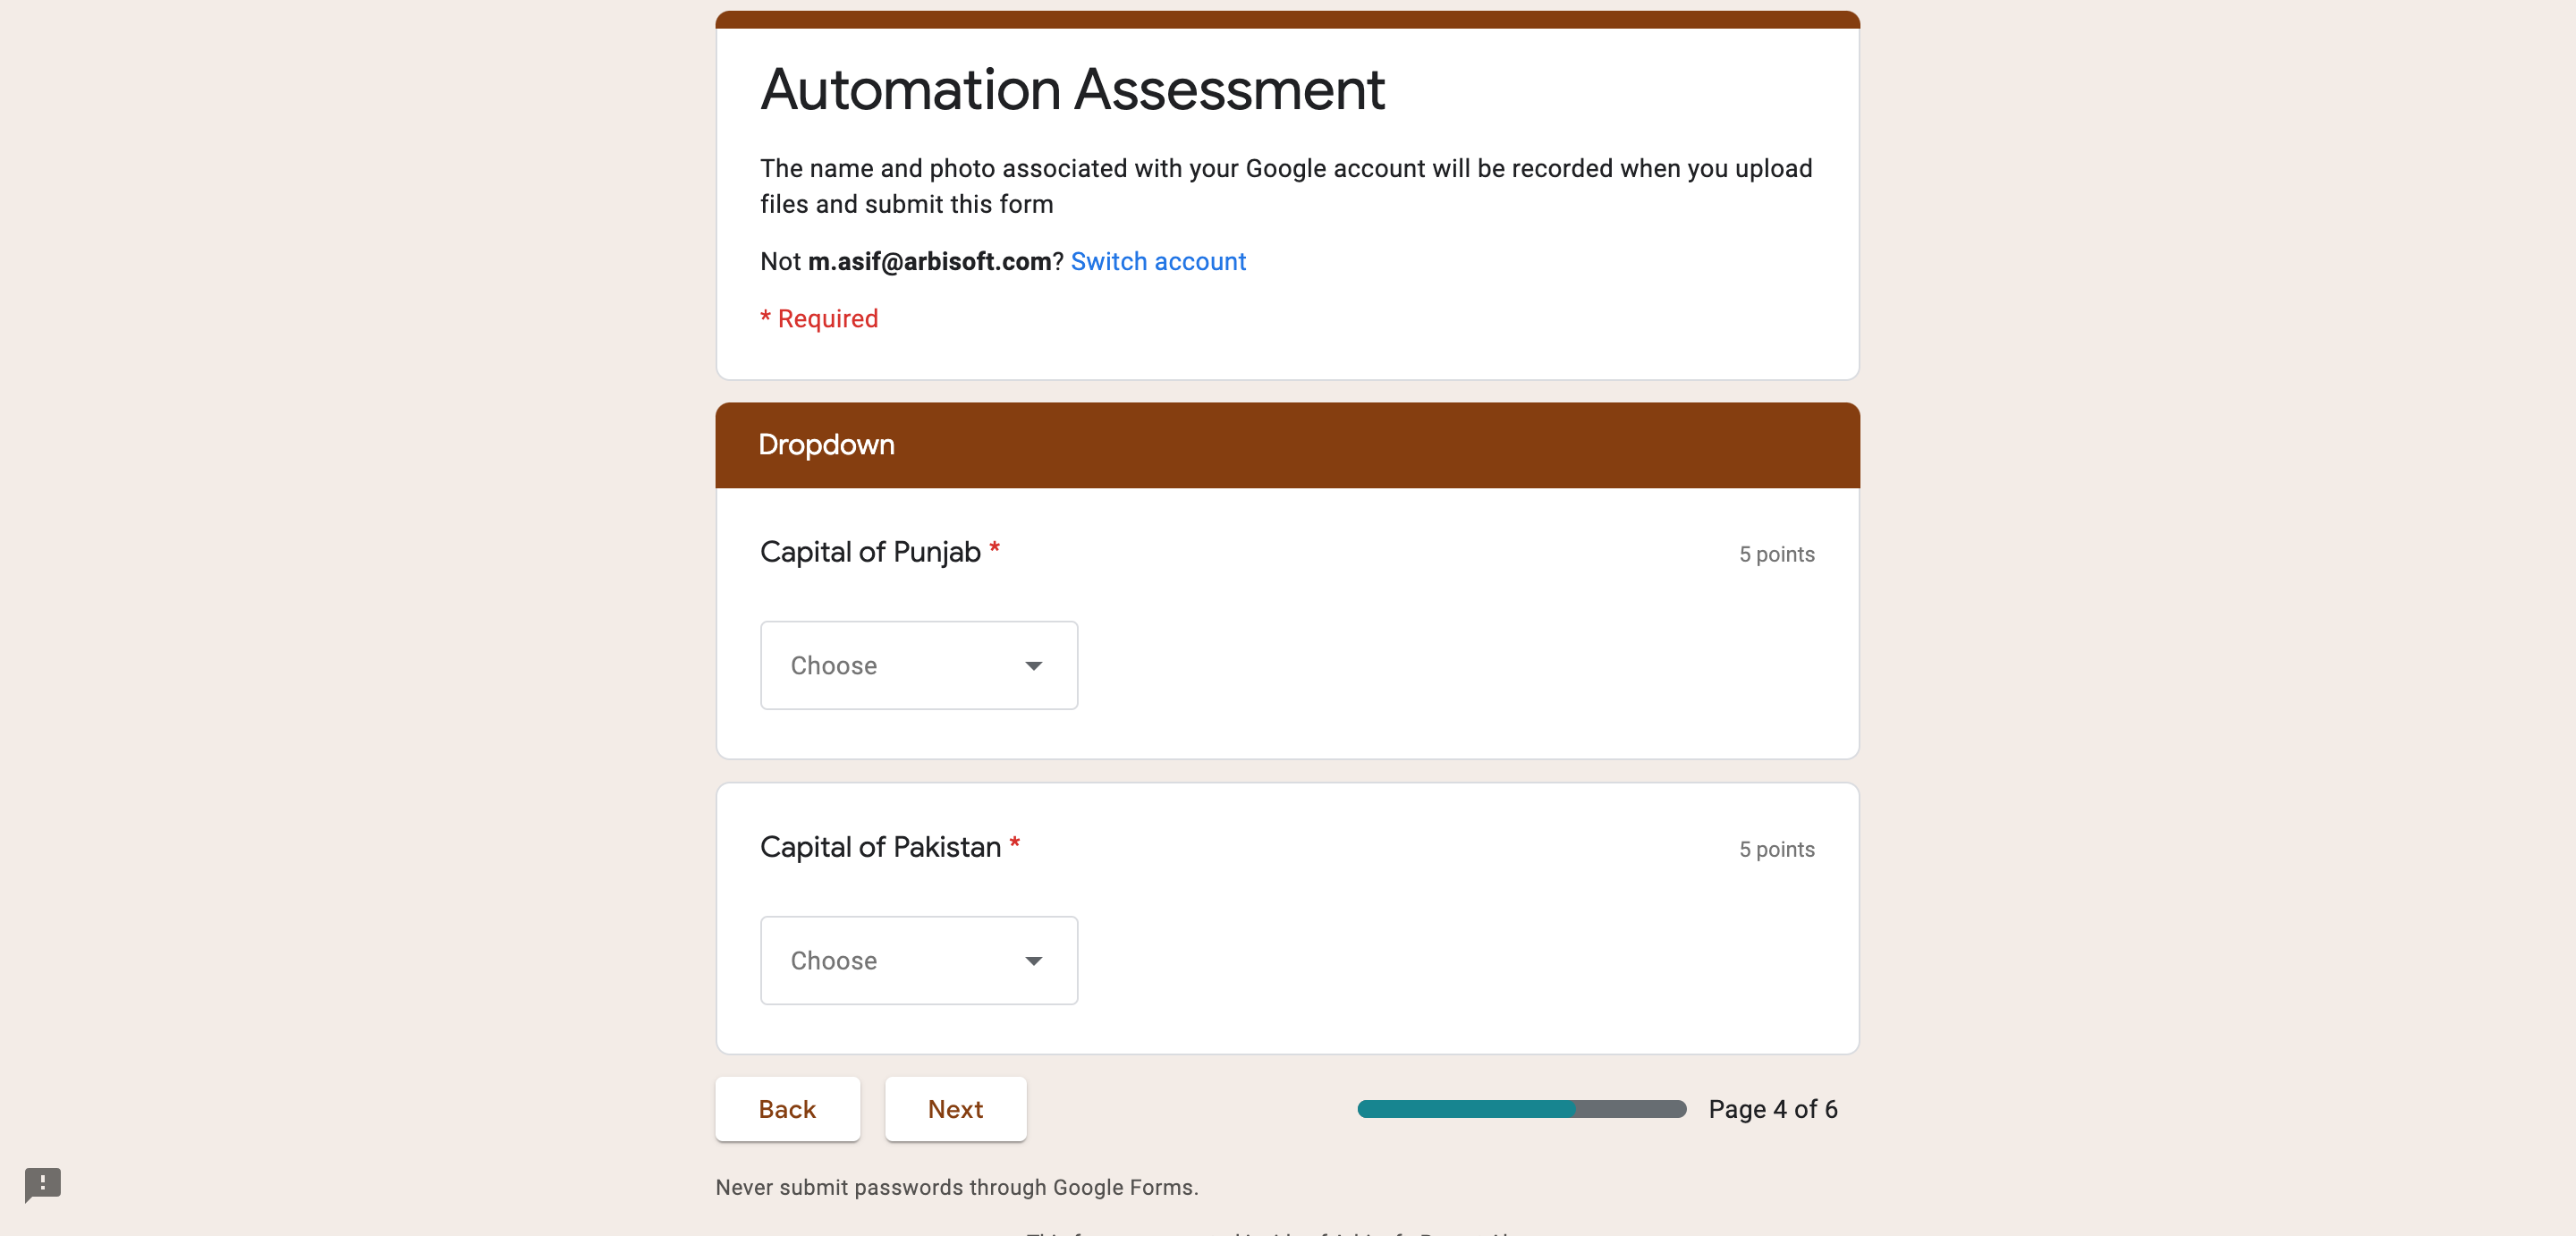 Automation Assessment
The name and photo associated with your Google account will be recorded when you upload
files and submit this form
Not m.asif@arbisoft.com? Switch account
* Required
Dropdown
Capital of Punjab *
5 points
Choose
Capital of Pakistan *
5 points
Choose
Back
Next
Page 4 of 6
Never submit passwords through Google Forms.